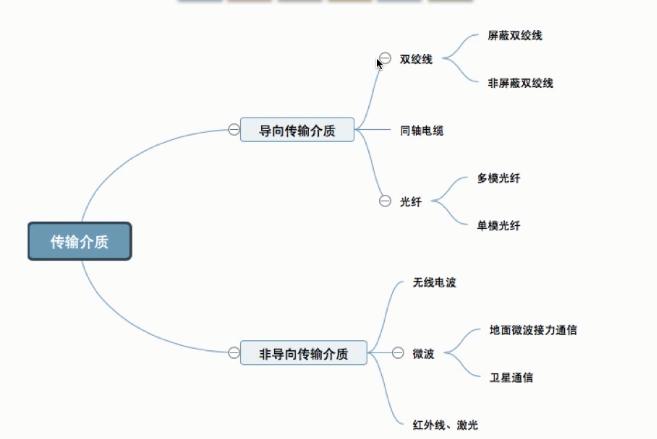 传输介质
导向传输介质
双绞线
屏蔽双绞线
非屏蔽双绞线
同轴电缆
光纤
多模光纤
单模光纤
非导向传输介质
无线电波
微波
地面微波接力通信
卫星通信
红外线、激光